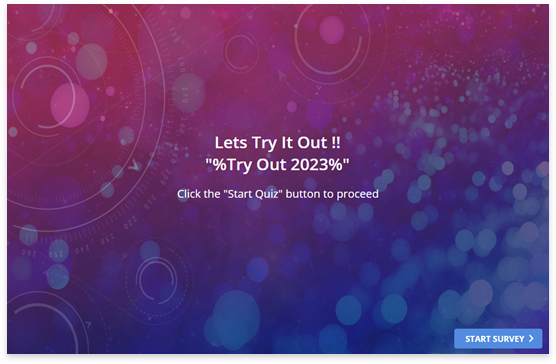 Lets Try It Out !!
"%Try Out 2023%"
Click the "Start Quiz" button to proceed
START SURVEY